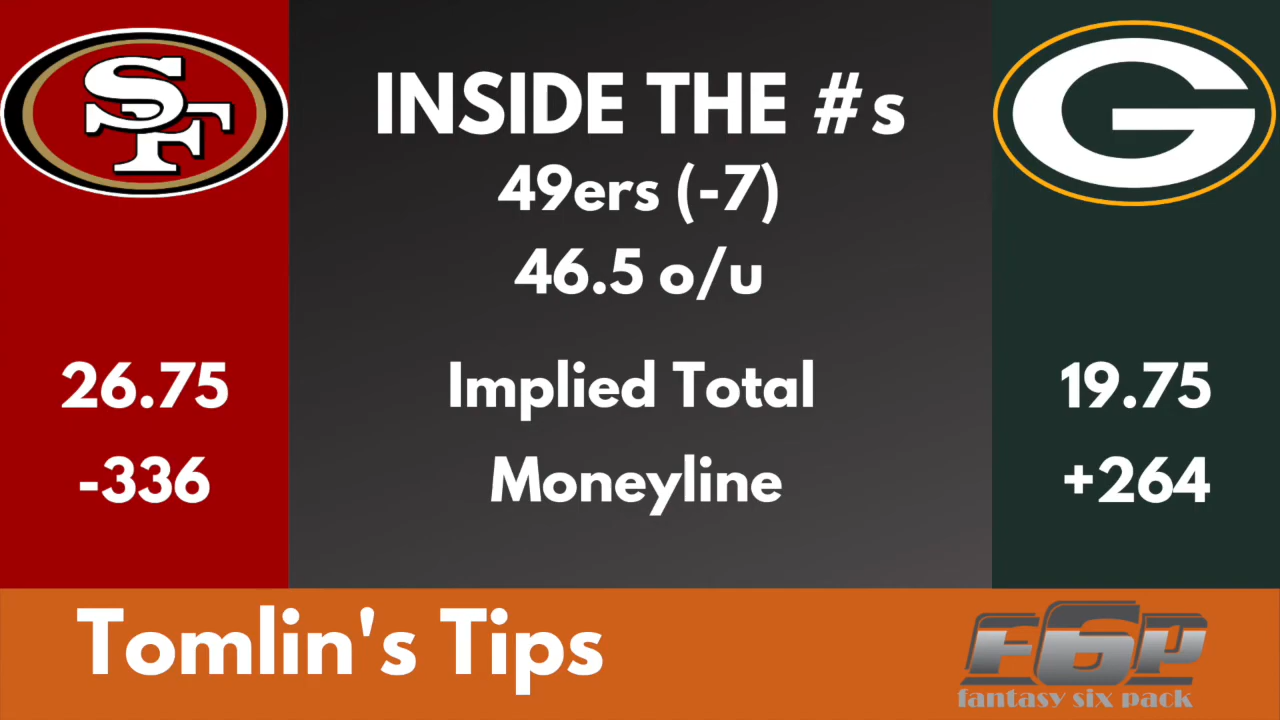 SF
G
INSIDE THE #s
49ers (-7)
46.5 o/u
26.75 Implied Total 19.75
-336 Moneyline +264
Tomlin's Tips
F6P
fantasy six pack